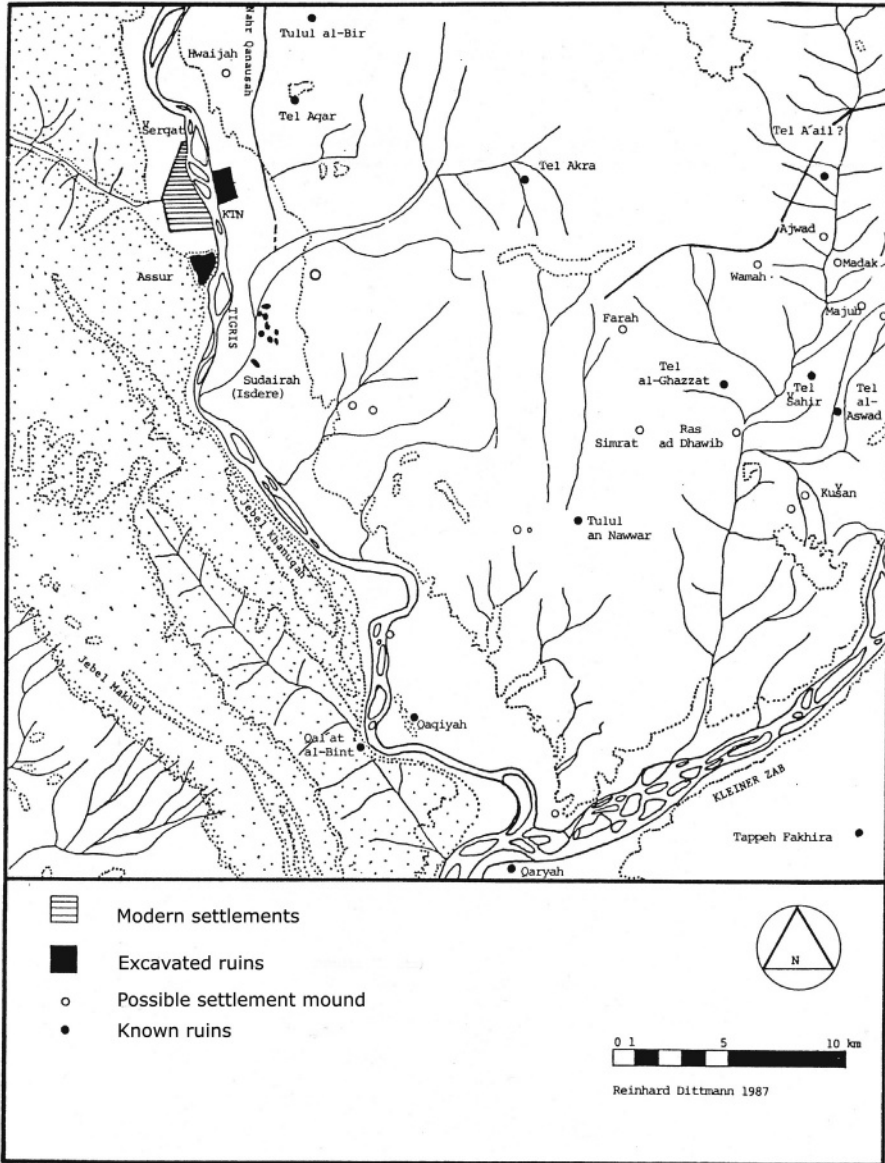 Tulul al-Bir
Hwaijah
Nahr Qanausah
Tel Aqar
Šerqat
Tel A'ail ?
Tel Akra
KTN
Ajwad
Assur
Wamah
Madak
TIGRIS
Majub
Farah
Sudairah
(Isdere)
Tel
al-Ghazzat
Tel
Šahir
Tel
al-
Aswad
Simrat
Ras
ad Dhawib
Kušan
Jebel Khanuqah
Tulul
an Nawwar
Jebel Makhul
Qaqiyah
Qal'at
al-Bint
KLEINER ZAB
Tappeh Fakhira
Qaryah
Modern settlements
Excavated ruins
Possible settlement mound
Known ruins
N
0 1 5 10 km
Reinhard Dittmann 1987